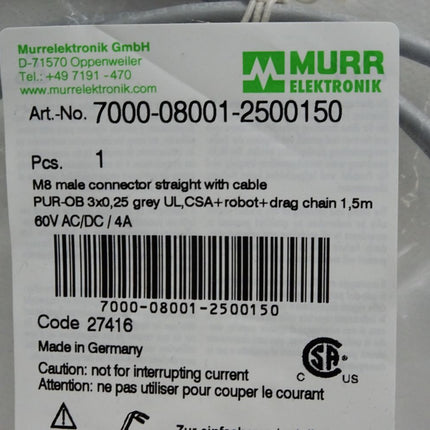 Murrelektronik GmbH
D-71570 Oppenweiler
Tel.: +49 7191 -470
www.murrelektronik.com
MURR
ELEKTRONIK
Art.-No. 7000-08001-2500150
Pcs. 1
M8 male connector straight with cable
PUR-OB 3x0,25 grey UL,CSA+robot+drag chain 1,5m
60V AC/DC / 4A
7000-08001-2500150
Code 27416
Made in Germany
Caution: not for interrupting current
Attention: ne pas utiliser pour couper le courant
C SA US
Zur